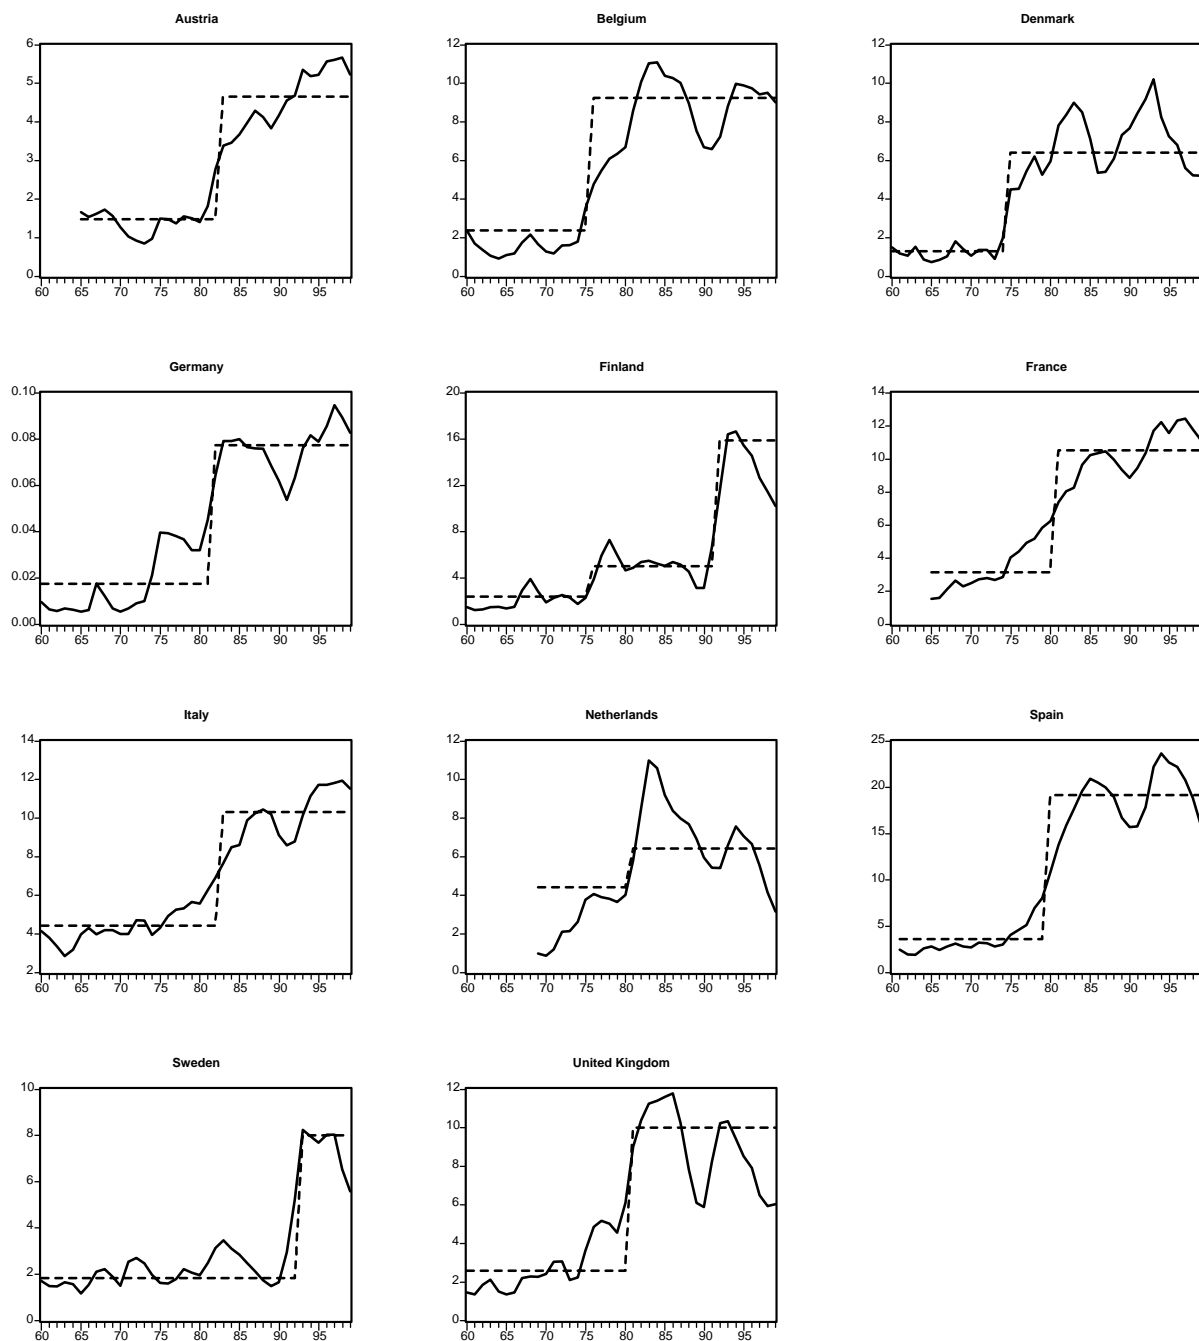 Austria Belgium Denmark
6 12 12
5 10 10
4 8 8
3 6 6
2 4 4
1 2 2
0 0 0
60 65 70 75 80 85 90 95 60 65 70 75 80 85 90 95 60 65 70 75 80 85 90 95
Germany Finland France
0.10 20 14
0.08 16 12
0.06 12 10
0.04 8 8
0.02 4 6
0.00 0 4
2
0
60 65 70 75 80 85 90 95 60 65 70 75 80 85 90 95 60 65 70 75 80 85 90 95
Italy Netherlands Spain
14 12 25
12 10 20
10 8 15
8 6 10
6 4 5
4 2 0
2 0
60 65 70 75 80 85 90 95 60 65 70 75 80 85 90 95 60 65 70 75 80 85 90 95
Sweden United Kingdom
10 12
8 10
6 8
4 6
2 4
0 2
0
60 65 70 75 80 85 90 95 60 65 70 75 80 85 90 95